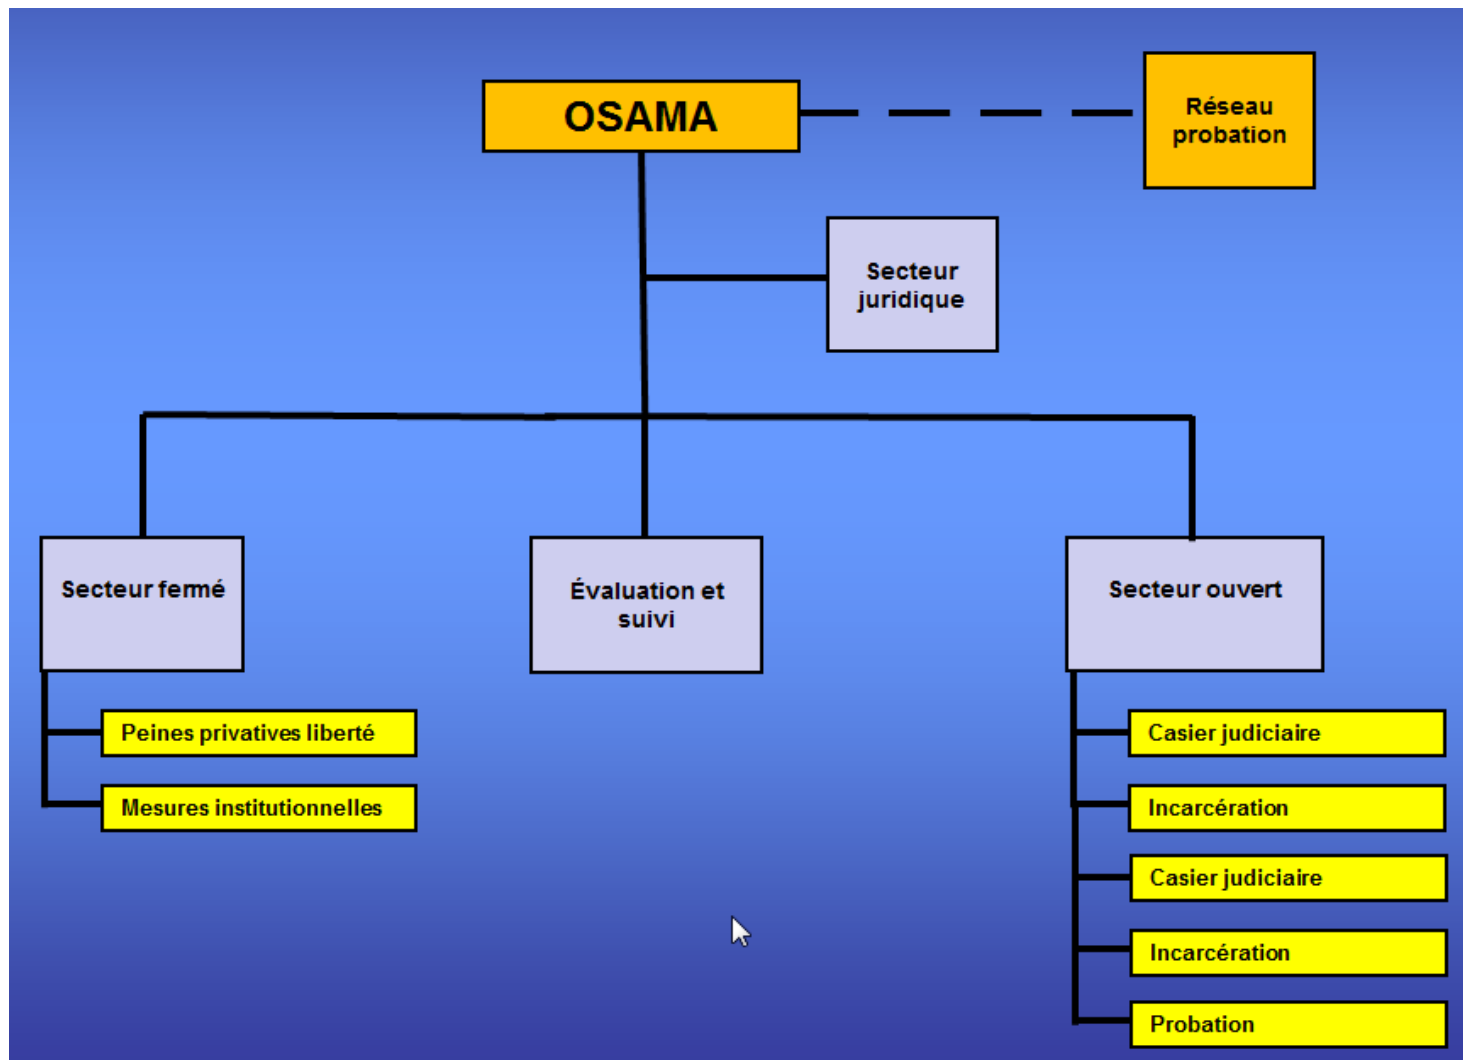 OSAMA
Réseau
probation
Secteur
juridique
Secteur fermé
Évaluation et
suivi
Secteur ouvert
Peines privatives liberté
Mesures institutionnelles
Casier judiciaire
Incarcération
Casier judiciaire
Incarcération
Probation